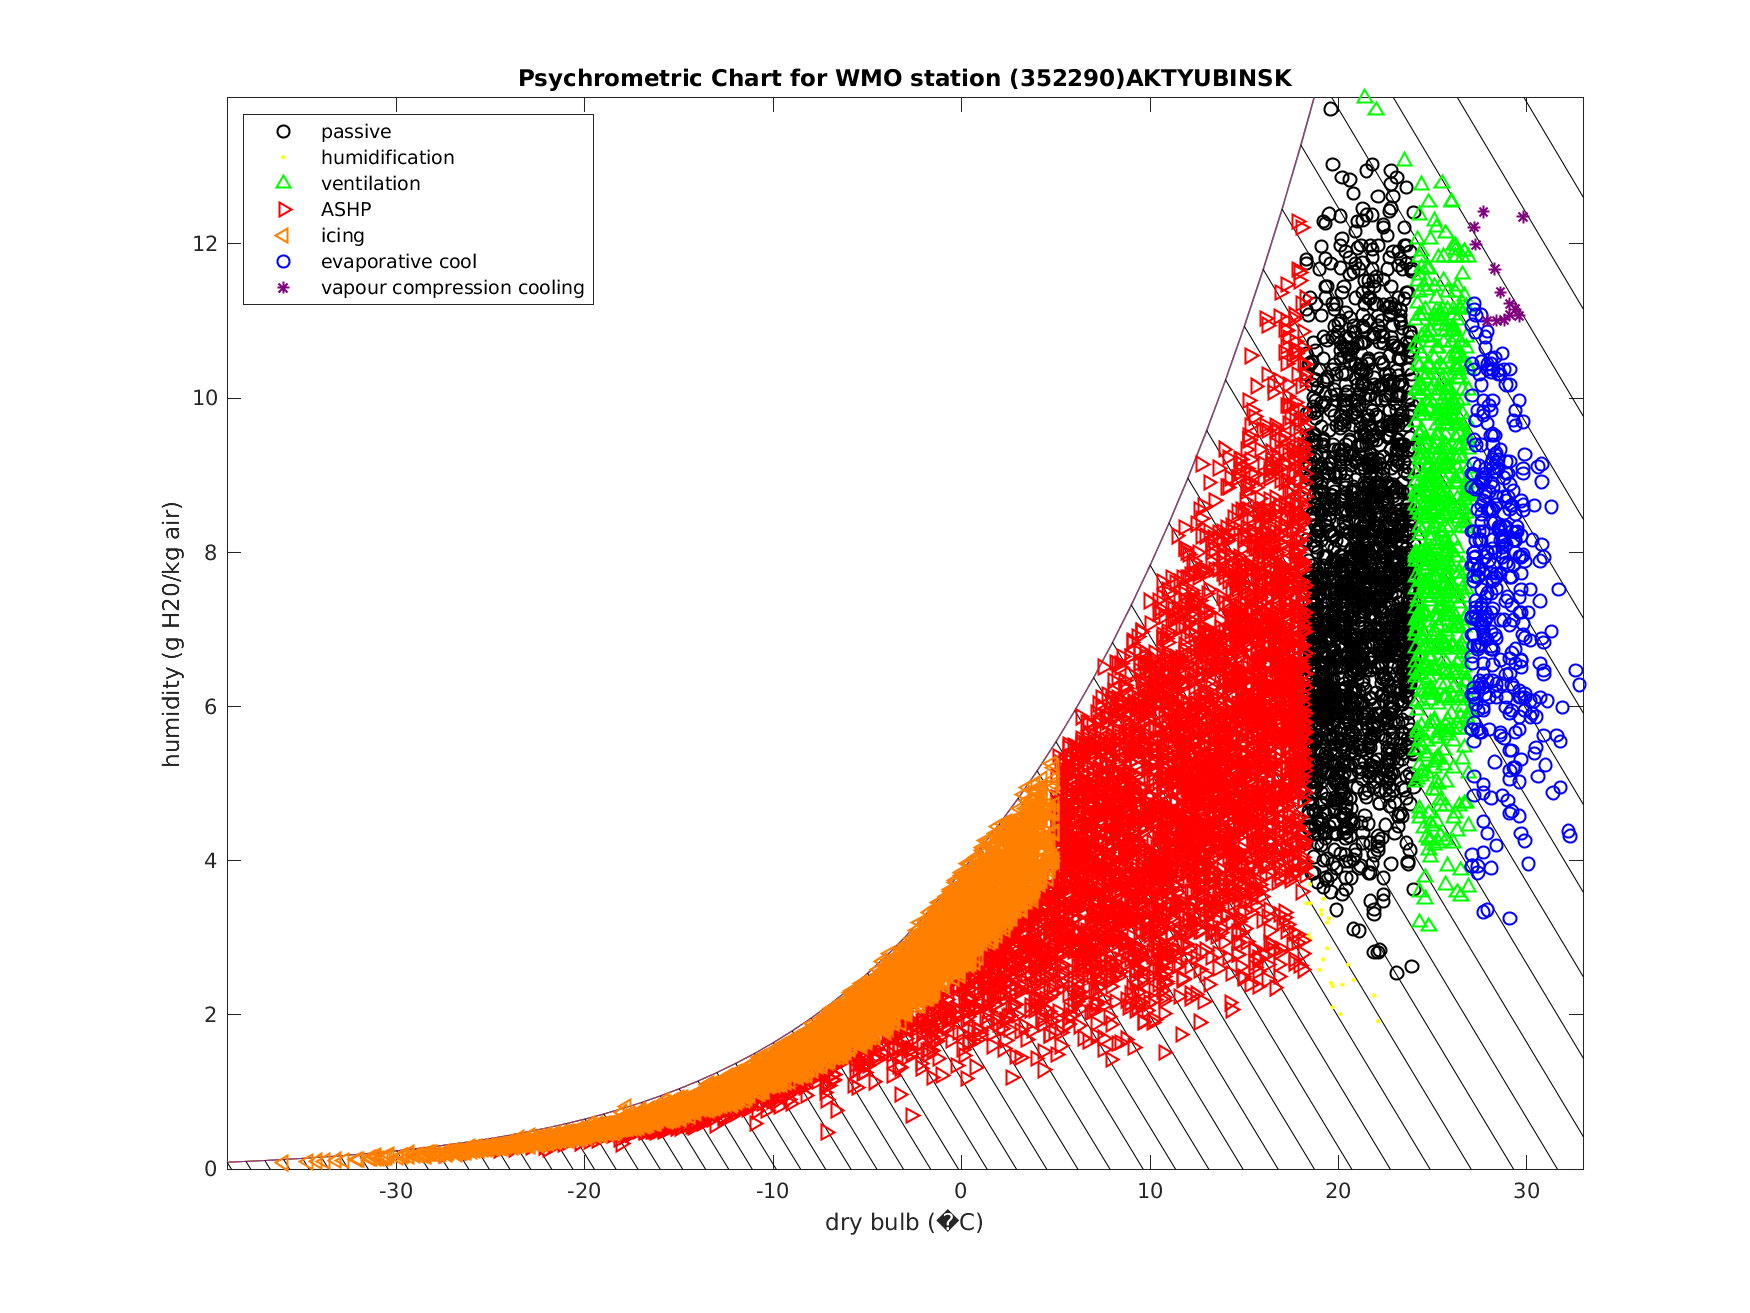 Psychrometric Chart for WMO station (352290)AKTYUBINSK
passive
humidification
ventilation
ASHP
icing
evaporative cool
vapour compression cooling
12
10
8
6
4
2
0
humidity (g H20/kg air)
-30 -20 -10 0 10 20 30
dry bulb (�C)